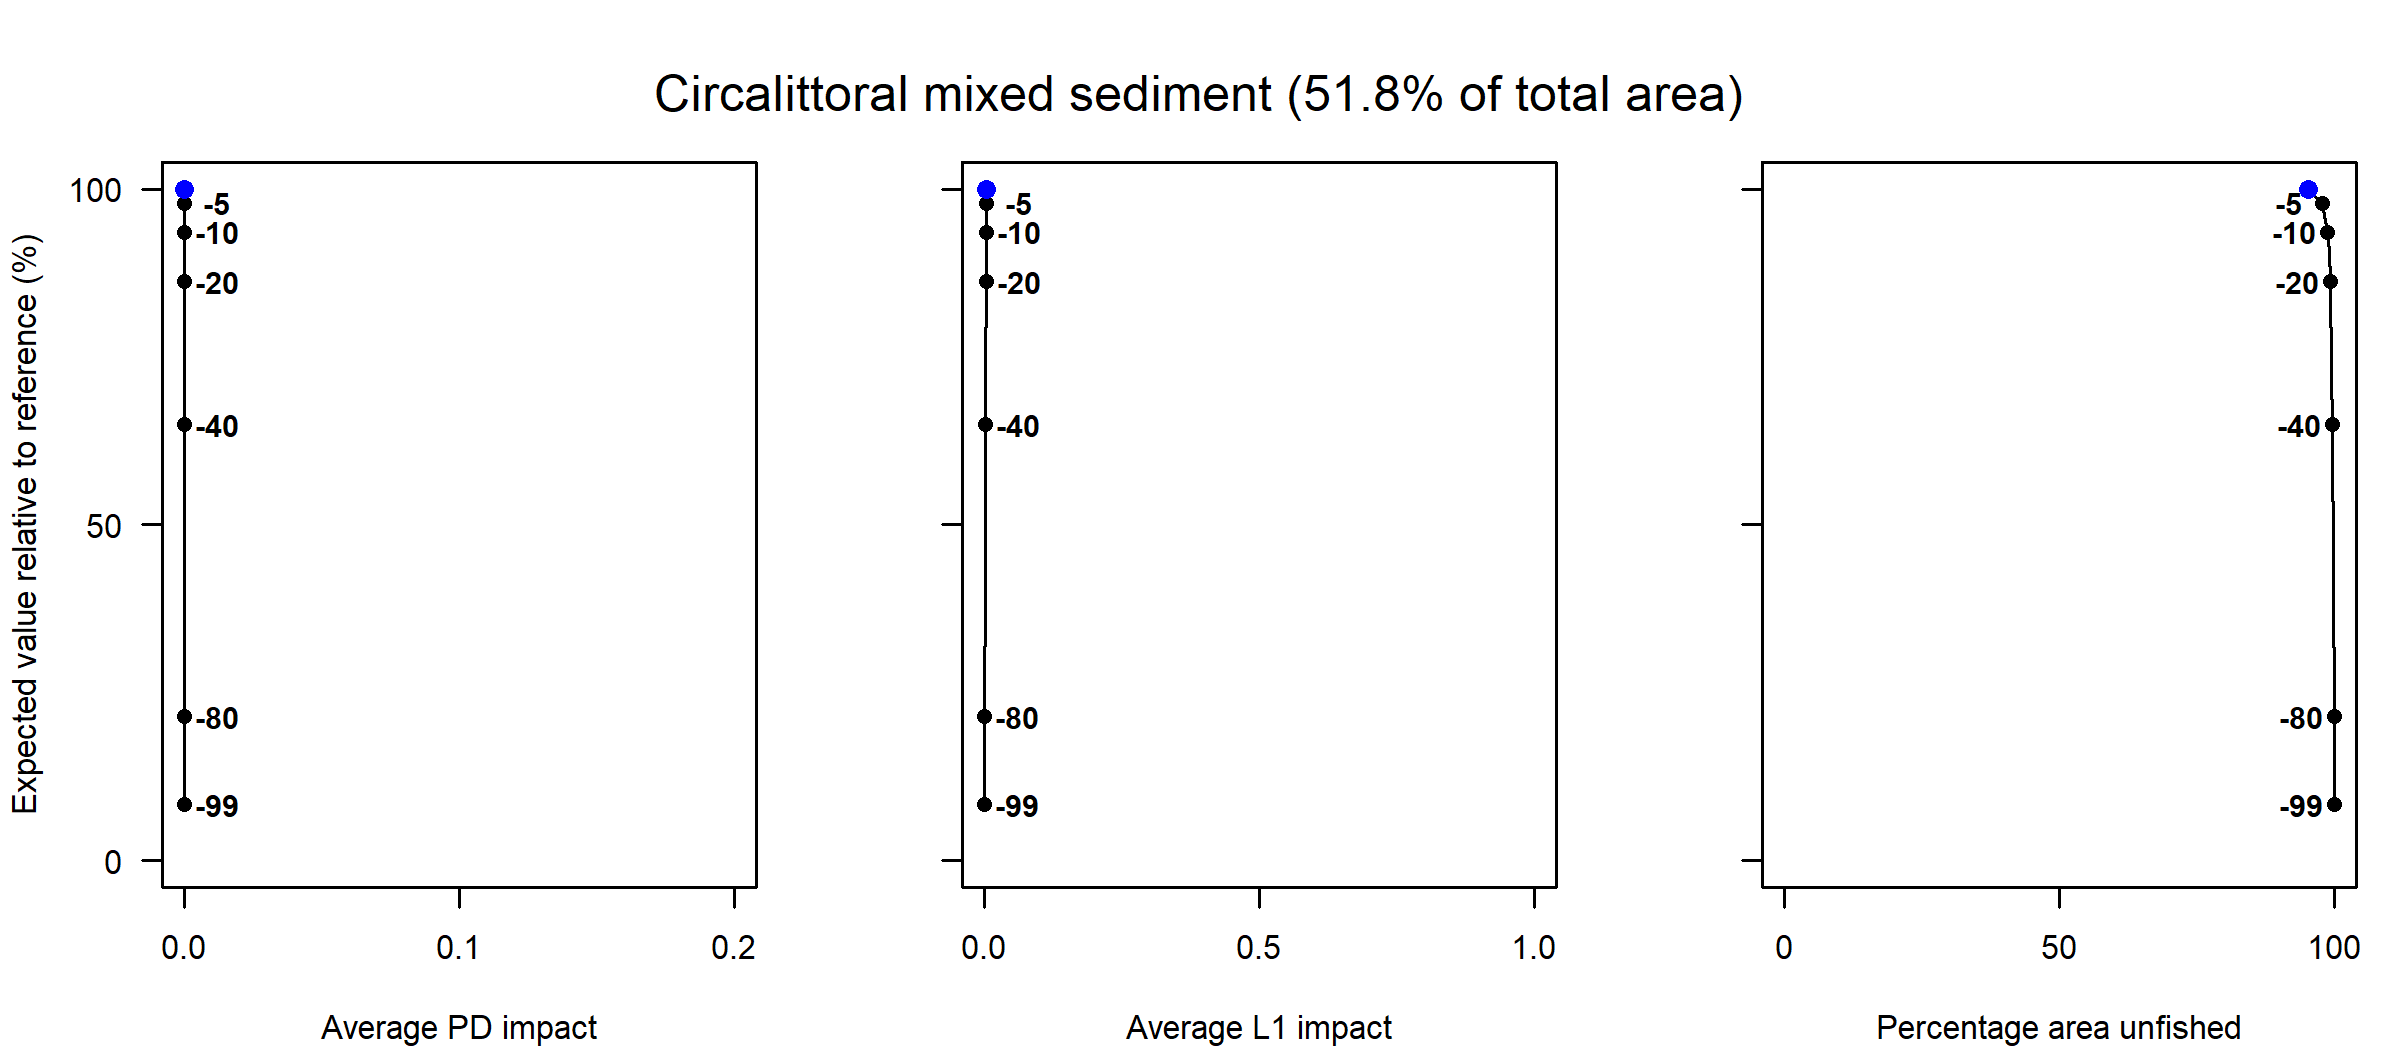 Circalittoral mixed sediment (51.8% of total area)
Expected value relative to reference (%)
100
50
0
-5
-10
-20
-40
-80
-99
0.0 0.1 0.2
Average PD impact
-5
-10
-20
-40
-80
-99
0.0 0.5 1.0
Average L1 impact
-5
-10
-20
-40
-80
-99
0 50 100
Percentage area unfished